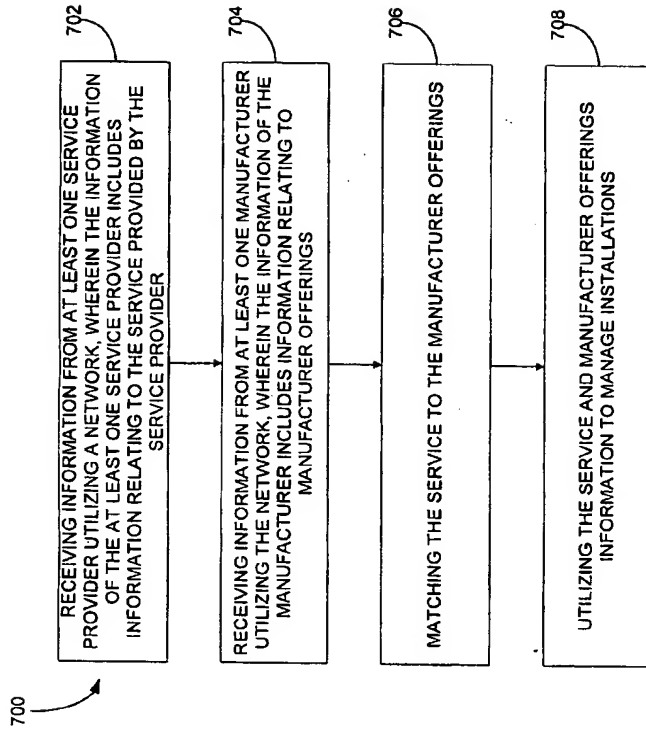 700
702
RECEIVING INFORMATION FROM AT LEAST ONE SERVICE
PROVIDER UTILIZING A NETWORK, WHEREIN THE INFORMATION
OF THE AT LEAST ONE SERVICE PROVIDER INCLUDES
INFORMATION RELATING TO THE SERVICE PROVIDED BY THE
SERVICE PROVIDER
704
RECEIVING INFORMATION FROM AT LEAST ONE MANUFACTURER
UTILIZING THE NETWORK, WHEREIN THE INFORMATION OF THE
MANUFACTURER INCLUDES INFORMATION RELATING TO
MANUFACTURER OFFERINGS
706
MATCHING THE SERVICE TO THE MANUFACTURER OFFERINGS
708
UTILIZING THE SERVICE AND MANUFACTURER OFFERINGS
INFORMATION TO MANAGE INSTALLATIONS